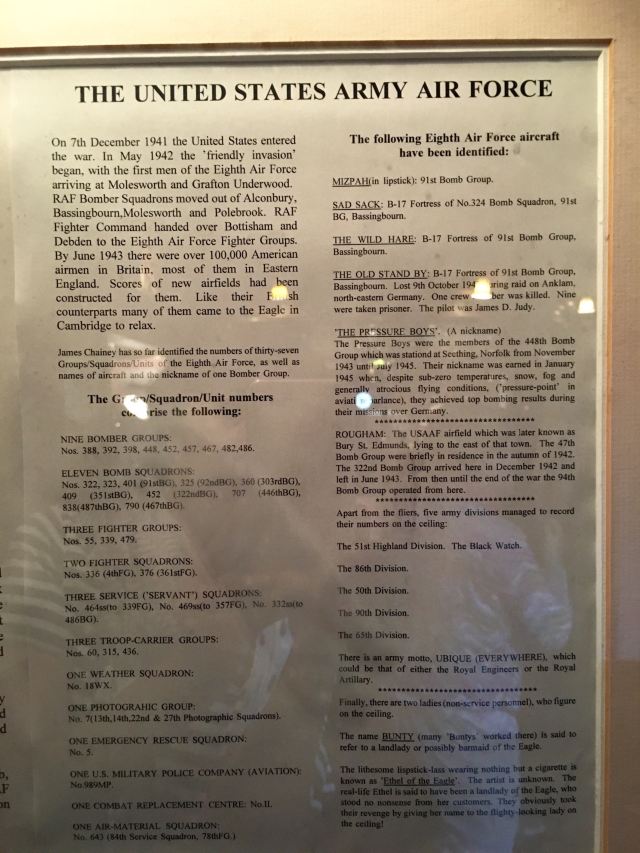 THE UNITED STATES ARMY AIR FORCE
On 7th December 1941 the United States entered
the war. In May 1942 the 'friendly invasion'
began, with the first men of the Eighth Air Force
arriving at Molesworth and Grafton Underwood.
RAF Bomber Squadrons moved out of Alconbury,
Bassingbourn,Molesworth and Polebrook. RAF
Fighter Command handed over Bottisham and
Debden to the Eighth Air Force Fighter Groups.
By June 1943 there were over 100,000 American
airmen in Britain, most of them in Eastern
England. Scores of new airfields had been
constructed for them. Like their
counterparts many of them came to the Eagle in
Cambridge to relax.
James Chainey has so far identified the numbers of thirty-seven
Groups/Squadrons/Units of the Eighth Air Force, as well as
names of aircraft and the nickname of one Bomber Group.
The /Squadron/Unit numbers
the following:
NINE BOMBER GROUPS:
Nos. 388, 392, 398, 448, 452, 457, 467, 482,486.
ELEVEN BOMB SQUADRONS:
Nos. 322, 323, 401 (91stBG), 325 (92ndBG), 360 (303rdBG),
409 (351stBG), 452 (322ndBG), 707 (446thBG),
838(487thBG), 790 (467thBG).
THREE FIGHTER GROUPS:
Nos. 55, 339, 479.
TWO FIGHTER SQUADRONS:
Nos. 336 (4thFG), 376 (361stFG).
THREE SERVICE ('SERVANT') SQUADRONS:
No. 464ss(to 339FG), No. 469ss(to 357FG), No. 332ss(to
486BG).
THREE TROOP-CARRIER GROUPS:
Nos. 60, 315, 436.
ONE WEATHER SQUADRON:
No. 18WX.
ONE PHOTOGRAHIC GROUP:
No. 7(13th,14th,22nd & 27th Photographic Squadrons).
ONE EMERGENCY RESCUE SQUADRON:
No. 5.
ONE U.S. MILITARY POLICE COMPANY (AVIATION):
No.989MP.
ONE COMBAT REPLACEMENT CENTRE: No.II.
ONE AIR-MATERIAL SQUADRON:
No. 643 (84th Service Squadron, 78thFG.)
The following Eighth Air Force aircraft
have been identified:
MIZPAH(in lipstick): 91st Bomb Group.
SAD SACK: B-17 Fortress of No.324 Bomb Squadron, 91st
BG, Bassingbourn.
THE WILD HARE: B-17 Fortress of 91st Bomb Group,
Bassingbourn.
THE OLD STAND BY: B-17 Fortress of 91st Bomb Group,
Bassingbourn. Lost 9th October raid on Anklam,
north-eastern Germany. One crew was killed. Nine
were taken prisoner. The pilot was James D. Judy.
'THE PRESSURE BOYS'. (A nickname)
The Pressure Boys were the members of the 448th Bomb
Group which was stationed at Seething, Norfolk from November
1943 until July 1945. Their nickname was earned in January
1945 when, despite sub-zero temperatures, snow, fog and
generally atrocious flying conditions, ('pressure-point' in
parlance), they achieved top bombing results during
their missions over Germany.
********************************
ROUGHAM: The USAAF airfield which was later known as
Bury St. Edmunds, lying to the east of that town. The 47th
Bomb Group were briefly in residence in the autumn of 1942.
The 322nd Bomb Group arrived here in December 1942 and
left in June 1943. From then until the end of the war the 94th
Bomb Group operated from here.
********************************
Apart from the fliers, five army divisions managed to record
their numbers on the ceiling:
The 51st Highland Division. The Black Watch.
The 86th Division.
The 50th Division.
The 90th Division.
The 65th Division.
There is an army motto, UBIQUE (EVERYWHERE), which
could be that of either the Royal Engineers or the Royal
Artillery.
********************************
Finally, there are two ladies(non-service personnel), who figure
on the ceiling.
The name BUNTY (many 'Buntys' worked there) is said to
refer to a landlady or possibly barmaid of the Eagle.
The lithesome lispstick-lass wearing nothing but a cigarette is
known as 'Ethel of the Eagle'. The artist is unknown. The
real-life Ethel is said to have been a landlady of the Eagle, who
stood no nonsense from her customers. They obviously took
their revenge by giving her name to the flighty-looking lady on
the ceiling!